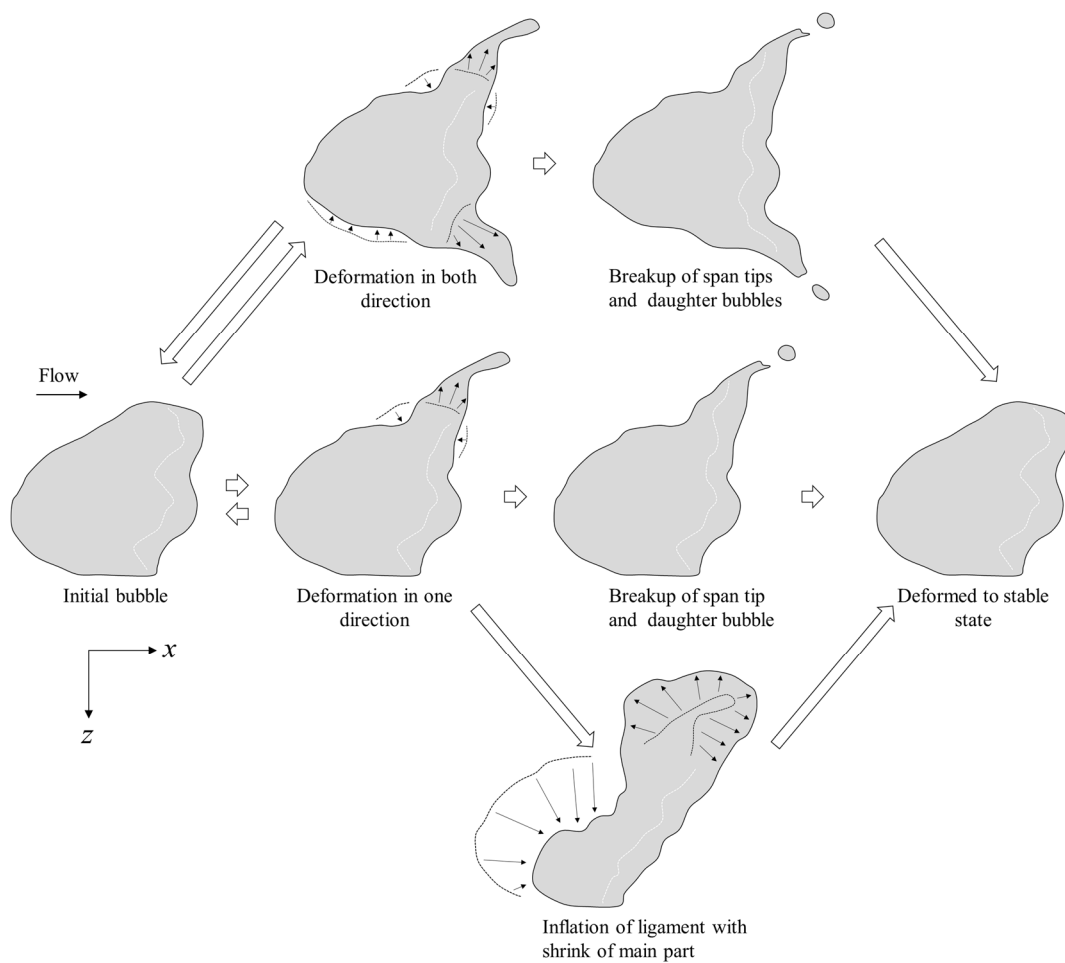 Deformation in both
direction
Breakup of span tips
and daughter bubbles
Flow
Initial bubble
Deformation in one
direction
Breakup of span tip
and daughter bubble
Deformed to stable
state
x
z
Inflation of ligament with
shrink of main part